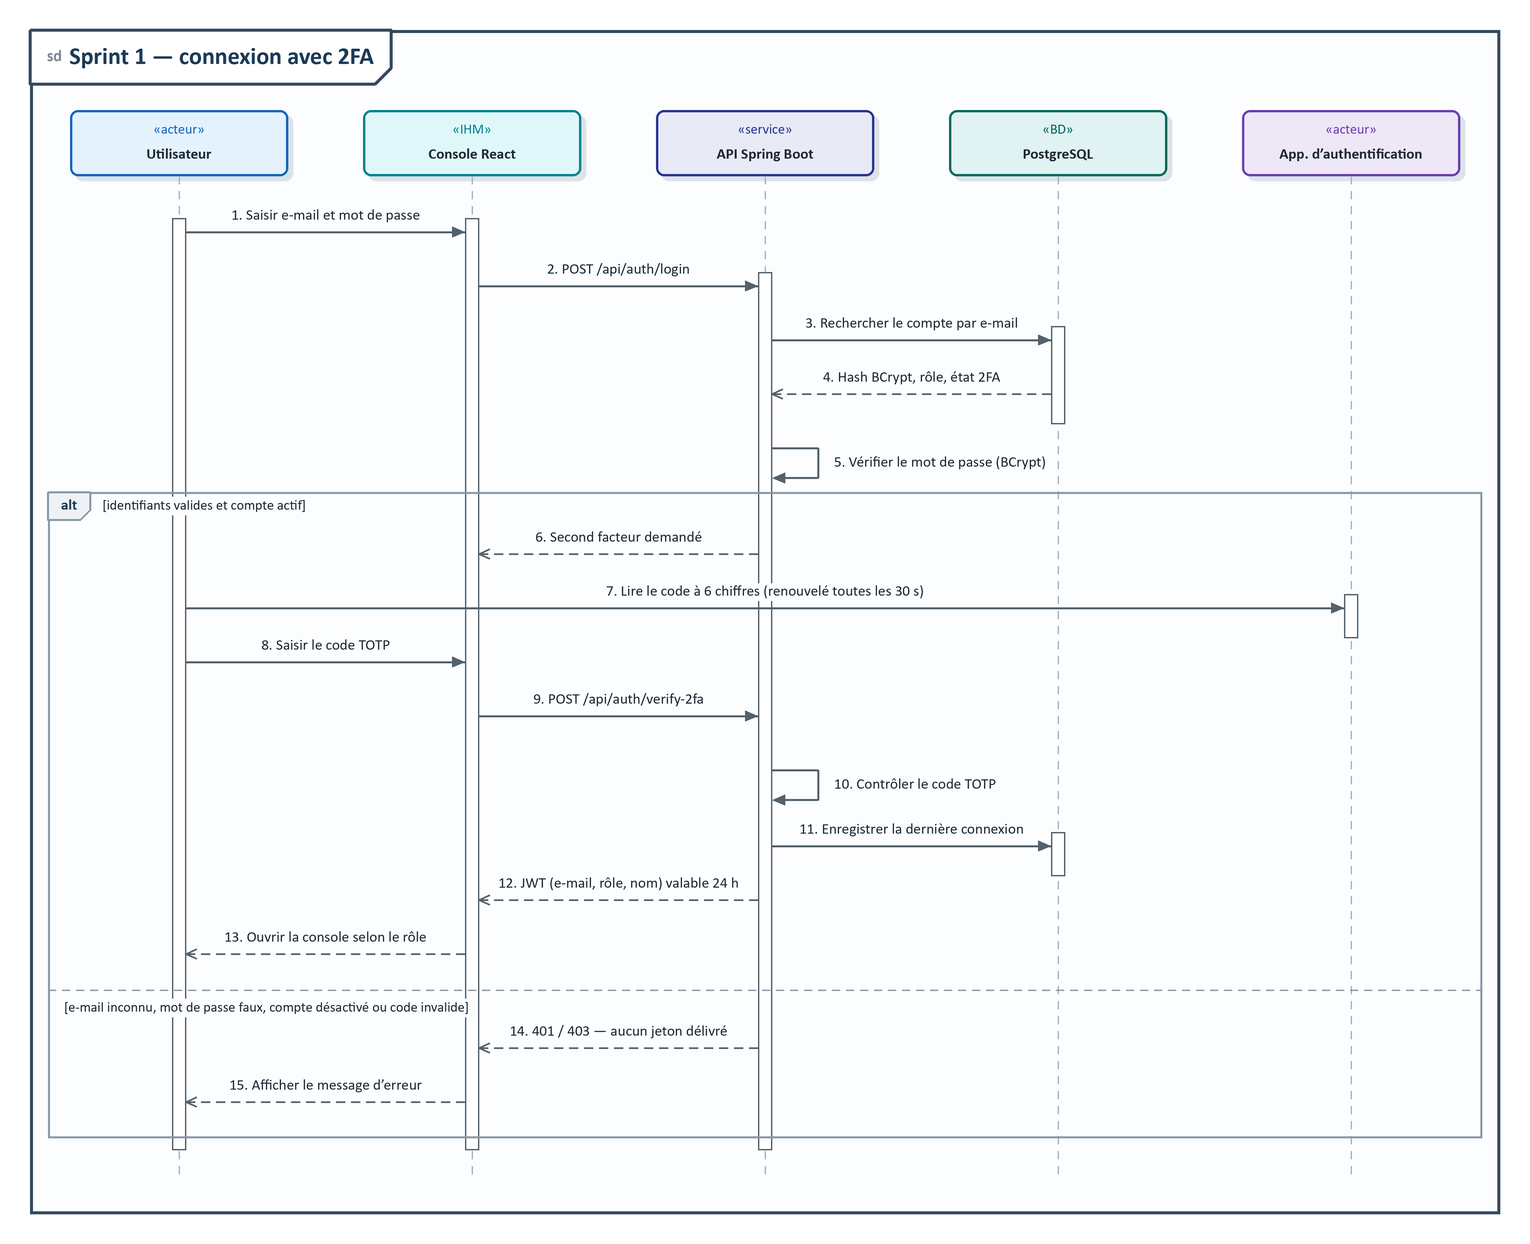 sd Sprint 1 — connexion avec 2FA
«acteur»
Utilisateur
«IHM»
Console React
«service»
API Spring Boot
«BD»
PostgreSQL
«acteur»
App. d’authentification
1. Saisir e-mail et mot de passe
2. POST /api/auth/login
3. Rechercher le compte par e-mail
4. Hash BCrypt, rôle, état 2FA
5. Vérifier le mot de passe (BCrypt)
alt [identifiants valides et compte actif]
6. Second facteur demandé
7. Lire le code à 6 chiffres (renouvelé toutes les 30 s)
8. Saisir le code TOTP
9. POST /api/auth/verify-2fa
10. Contrôler le code TOTP
11. Enregistrer la dernière connexion
12. JWT (e-mail, rôle, nom) valable 24 h
13. Ouvrir la console selon le rôle
[e-mail inconnu, mot de passe faux, compte désactivé ou code invalide]
14. 401 / 403 — aucun jeton délivré
15. Afficher le message d’erreur